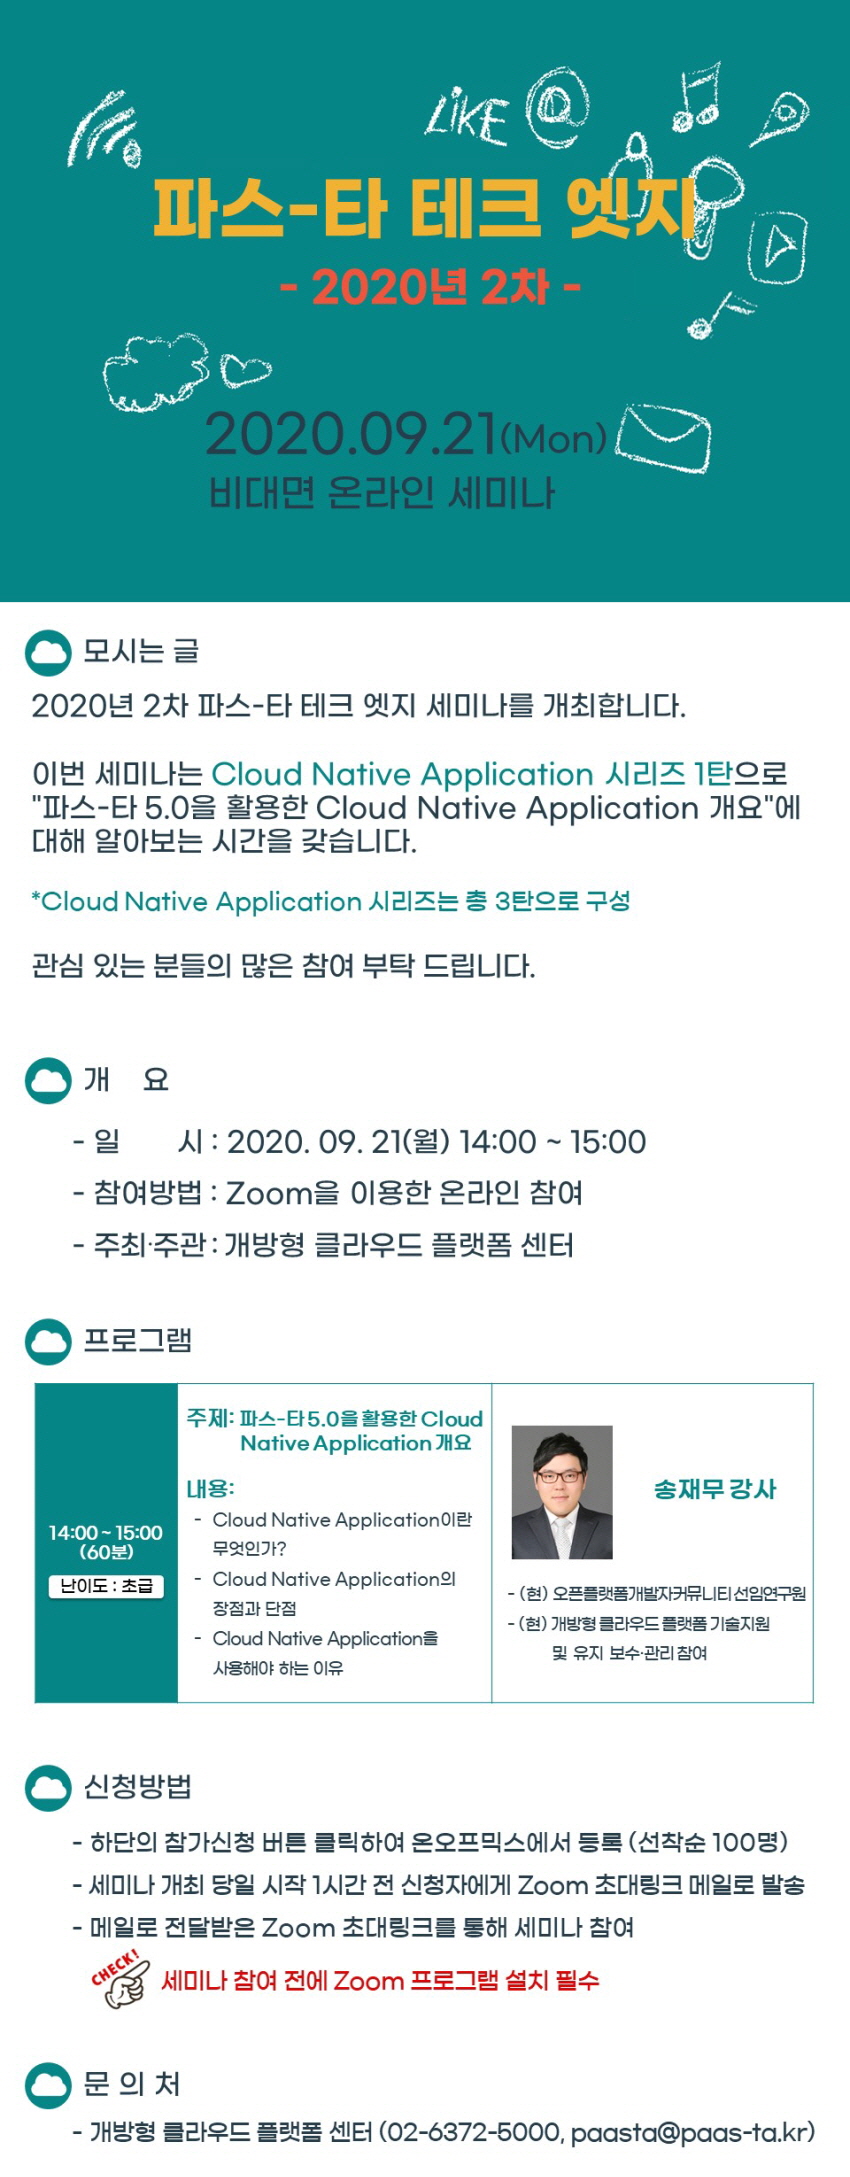 LIKE
파스-타 테크 엣지
- 2020년 2차 -
2020.09.21(Mon)
비대면 온라인 세미나
모시는 글
2020년 2차 파스-타 테크 엣지 세미나를 개최합니다.
이번 세미나는 Cloud Native Application 시리즈 1탄으로
"파스-타 5.0을 활용한 Cloud Native Application 개요"에
대해 알아보는 시간을 갖습니다.
*Cloud Native Application 시리즈는 총 3탄으로 구성
관심 있는 분들의 많은 참여 부탁 드립니다.
개 요
- 일 시 : 2020. 09. 21(월) 14:00 ~ 15:00
- 참여방법 : Zoom을 이용한 온라인 참여
- 주최·주관 : 개방형 클라우드 플랫폼 센터
프로그램
14:00 ~ 15:00
(60분)
난이도 : 초급
주제: 파스-타 5.0을 활용한 Cloud
Native Application 개요
내용:
- Cloud Native Application이란
무엇인가?
- Cloud Native Application의
장점과 단점
- Cloud Native Application을
사용해야 하는 이유
송재무 강사
- (현) 오픈플랫폼개발자커뮤니티 선임연구원
- (현) 개방형 클라우드 플랫폼 기술지원
및 유지 보수·관리 참여
신청방법
- 하단의 참가신청 버튼 클릭하여 온오프믹스에서 등록 (선착순 100명)
- 세미나 개최 당일 시작 1시간 전 신청자에게 Zoom 초대링크 메일로 발송
- 메일로 전달받은 Zoom 초대링크를 통해 세미나 참여
CHECK!
세미나 참여 전에 Zoom 프로그램 설치 필수
문 의 처
- 개방형 클라우드 플랫폼 센터 (02-6372-5000, paasta@paas-ta.kr)